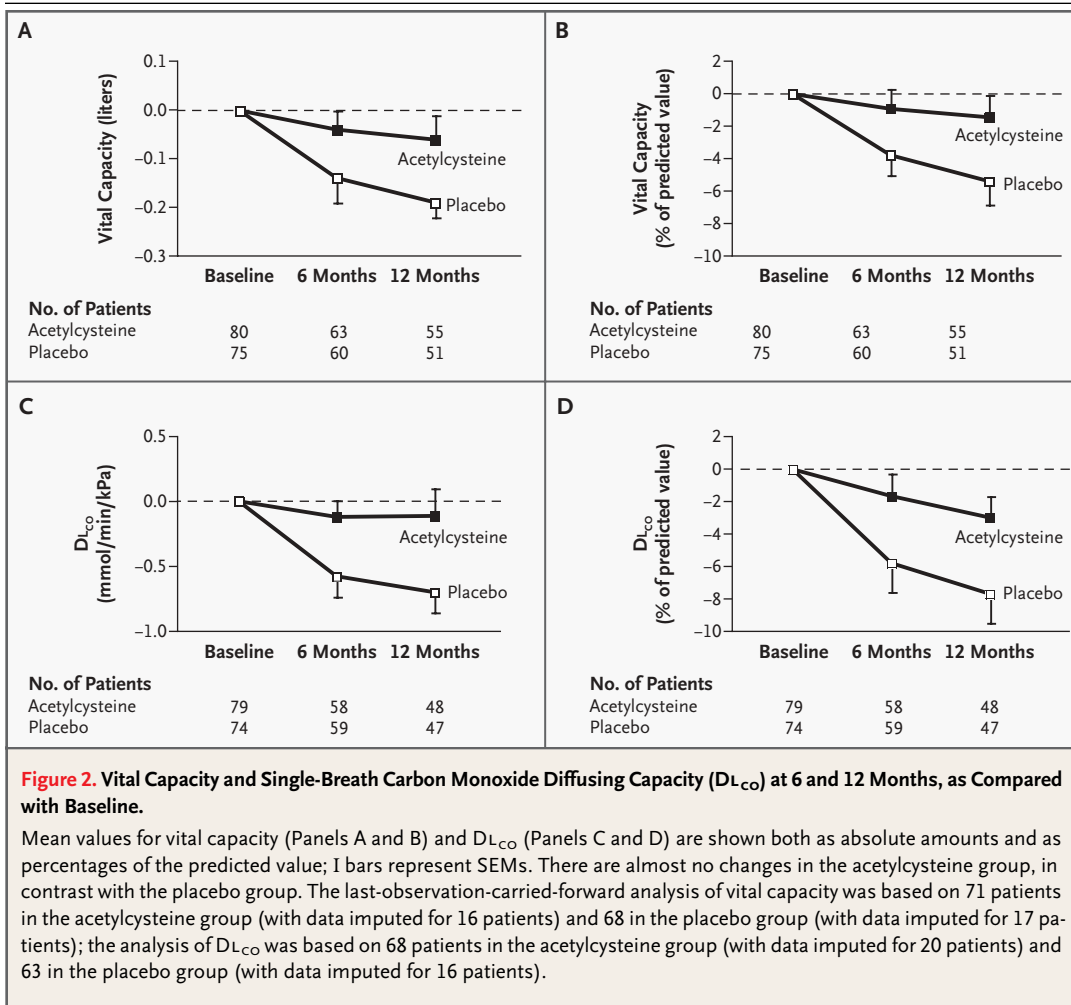 A
0.1
0.0
−0.1
−0.2
−0.3
Vital Capacity (liters)
Acetylcysteine
Placebo
Baseline 6 Months 12 Months
No. of Patients
Acetylcysteine 80 63 55
Placebo 75 60 51
B
2
0
−2
−4
−6
−8
−10
Vital Capacity
(% of predicted value)
Acetylcysteine
Placebo
Baseline 6 Months 12 Months
No. of Patients
Acetylcysteine 80 63 55
Placebo 75 60 51
C
0.5
0.0
−0.5
−1.0
DLCO
(mmol/min/kPa)
Acetylcysteine
Placebo
Baseline 6 Months 12 Months
No. of Patients
Acetylcysteine 79 58 48
Placebo 74 59 47
D
2
0
−2
−4
−6
−8
−10
DLCO
(% of predicted value)
Acetylcysteine
Placebo
Baseline 6 Months 12 Months
No. of Patients
Acetylcysteine 79 58 48
Placebo 74 59 47
Figure 2. Vital Capacity and Single-Breath Carbon Monoxide Diffusing Capacity (DLCO) at 6 and 12 Months, as Compared
with Baseline.
Mean values for vital capacity (Panels A and B) and DLCO (Panels C and D) are shown both as absolute amounts and as
percentages of the predicted value; I bars represent SEMs. There are almost no changes in the acetylcysteine group, in
contrast with the placebo group. The last-observation-carried-forward analysis of vital capacity was based on 71 patients
in the acetylcysteine group (with data imputed for 16 patients) and 68 in the placebo group (with data imputed for 17 pa-
tients); the analysis of DLCO was based on 68 patients in the acetylcysteine group (with data imputed for 20 patients) and
63 in the placebo group (with data imputed for 16 patients).